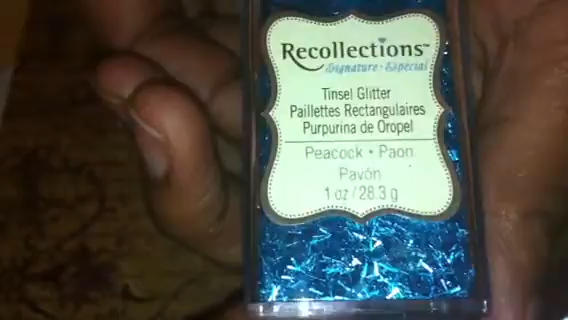 Recollections™
Signature · Especial
Tinsel Glitter
Paillettes Rectangulaires
Purpurina de Oropel
Peacock • Paon
Pavón
1 oz / 28.3 g